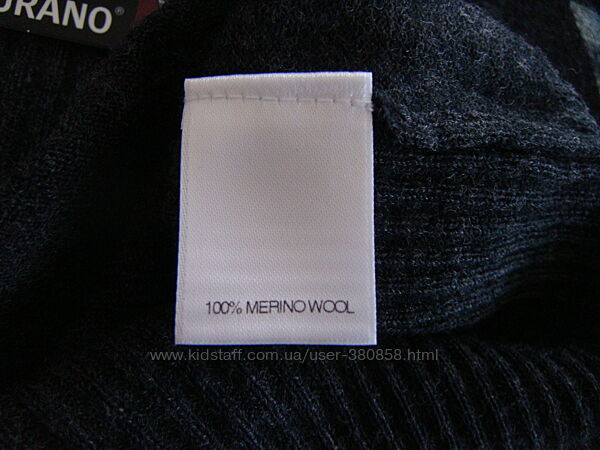 URANO®
100% MERINO WOOL
www.kidstaff.com.ua/user-380858.html